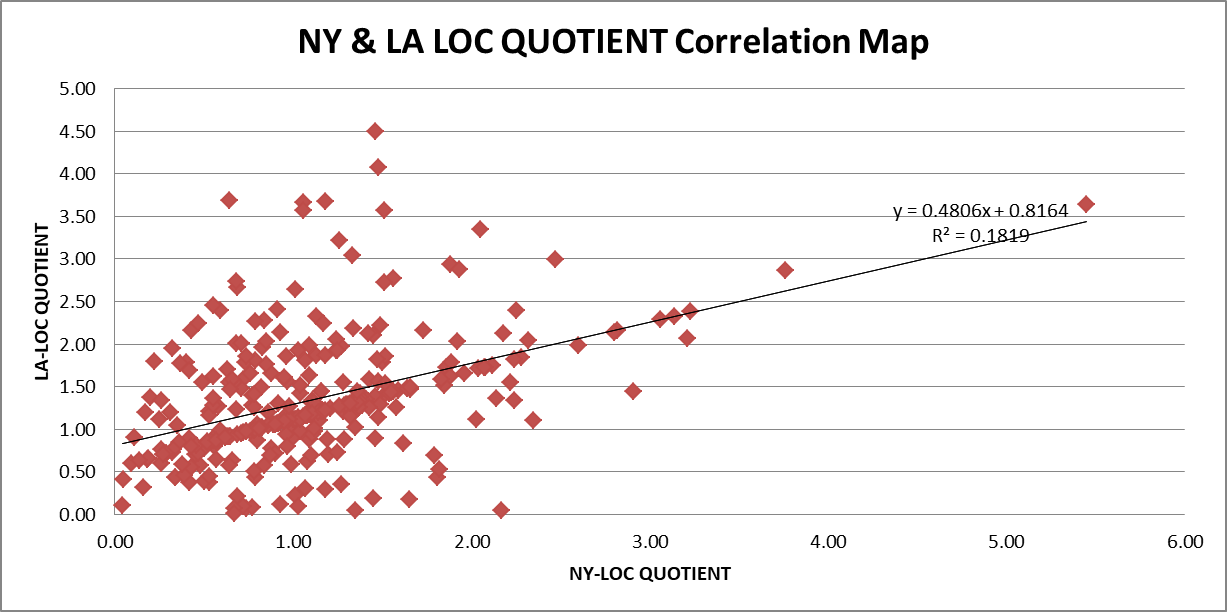 NY & LA LOC QUOTIENT Correlation Map
5.00
4.50
4.00
3.50
3.00
2.50
2.00
1.50
1.00
0.50
0.00
LA-LOC QUOTIENT
y = 0.4806x + 0.8164
R² = 0.1819
0.00 1.00 2.00 3.00 4.00 5.00 6.00
NY-LOC QUOTIENT